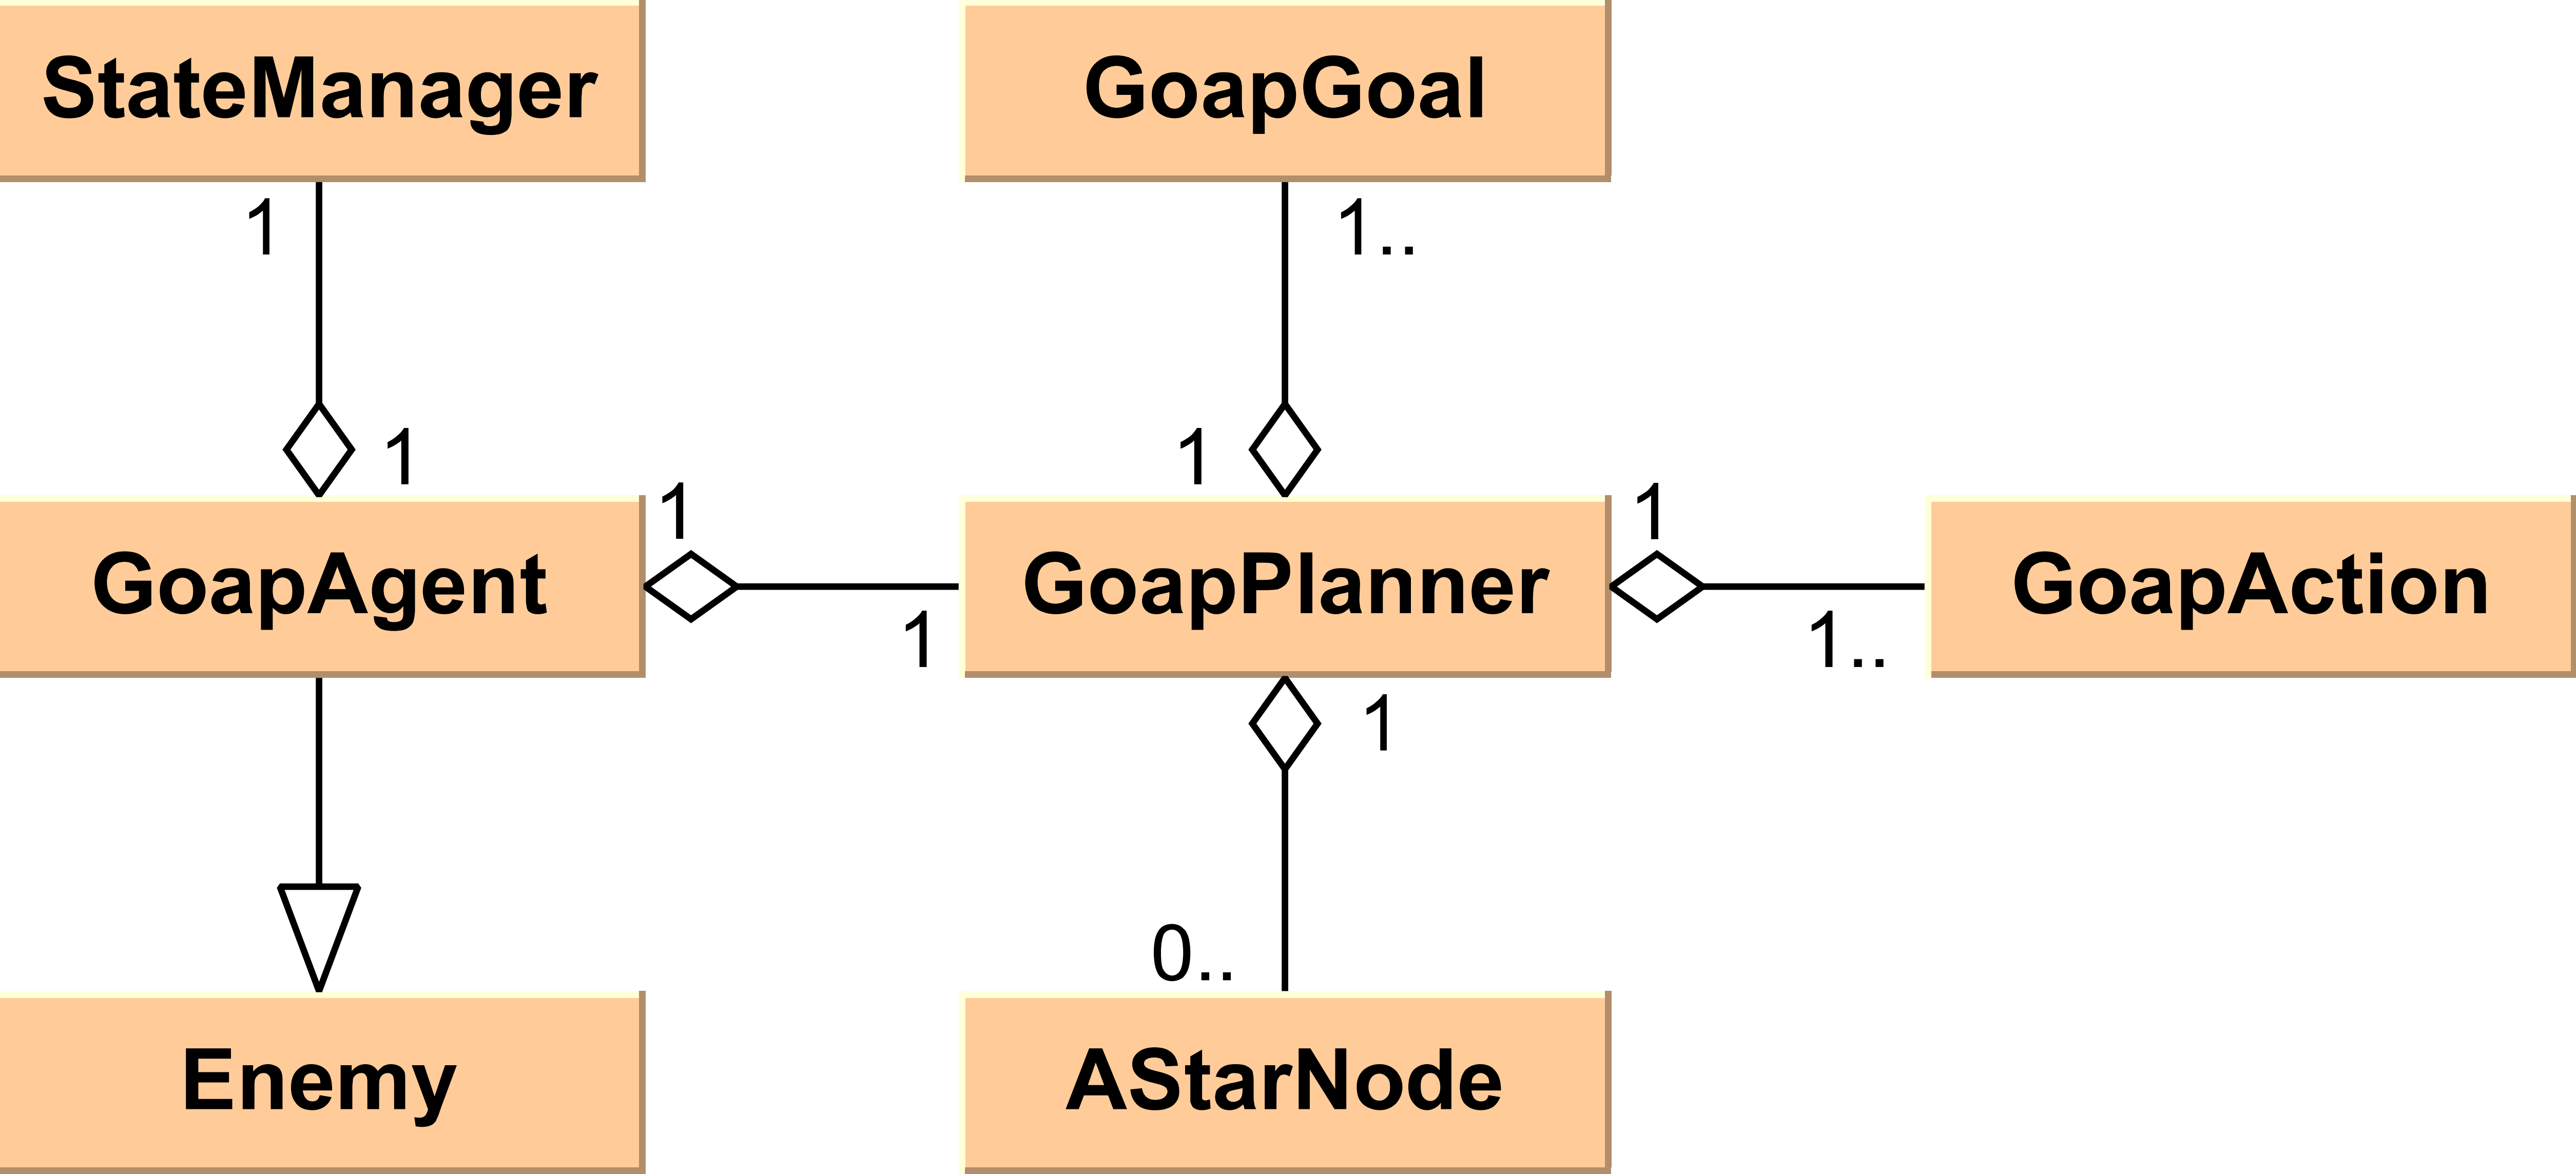 StateManager
GoapGoal
1
1..
1
1
1
1
GoapAgent
GoapPlanner
GoapAction
1
1..
1
0..
Enemy
AStarNode